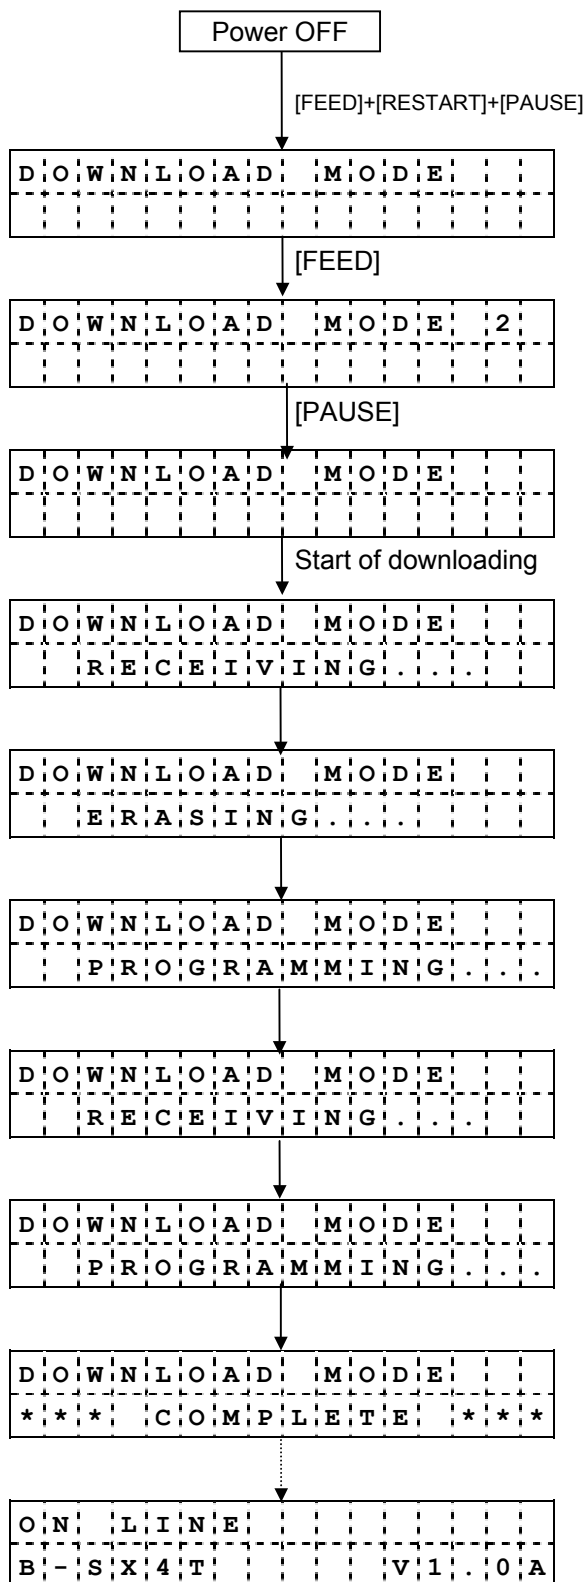 Power OFF
[FEED]+[RESTART]+[PAUSE]
DOWNLOAD MODE
[FEED]
DOWNLOAD MODE 2
[PAUSE]
DOWNLOAD MODE
Start of downloading
DOWNLOAD MODE
RECEIVING...
DOWNLOAD MODE
ERASING...
DOWNLOAD MODE
PROGRAMMING...
DOWNLOAD MODE
RECEIVING...
DOWNLOAD MODE
PROGRAMMING...
DOWNLOAD MODE
*** COMPLETE ***
ON LINE
B-SX4T V1.0A